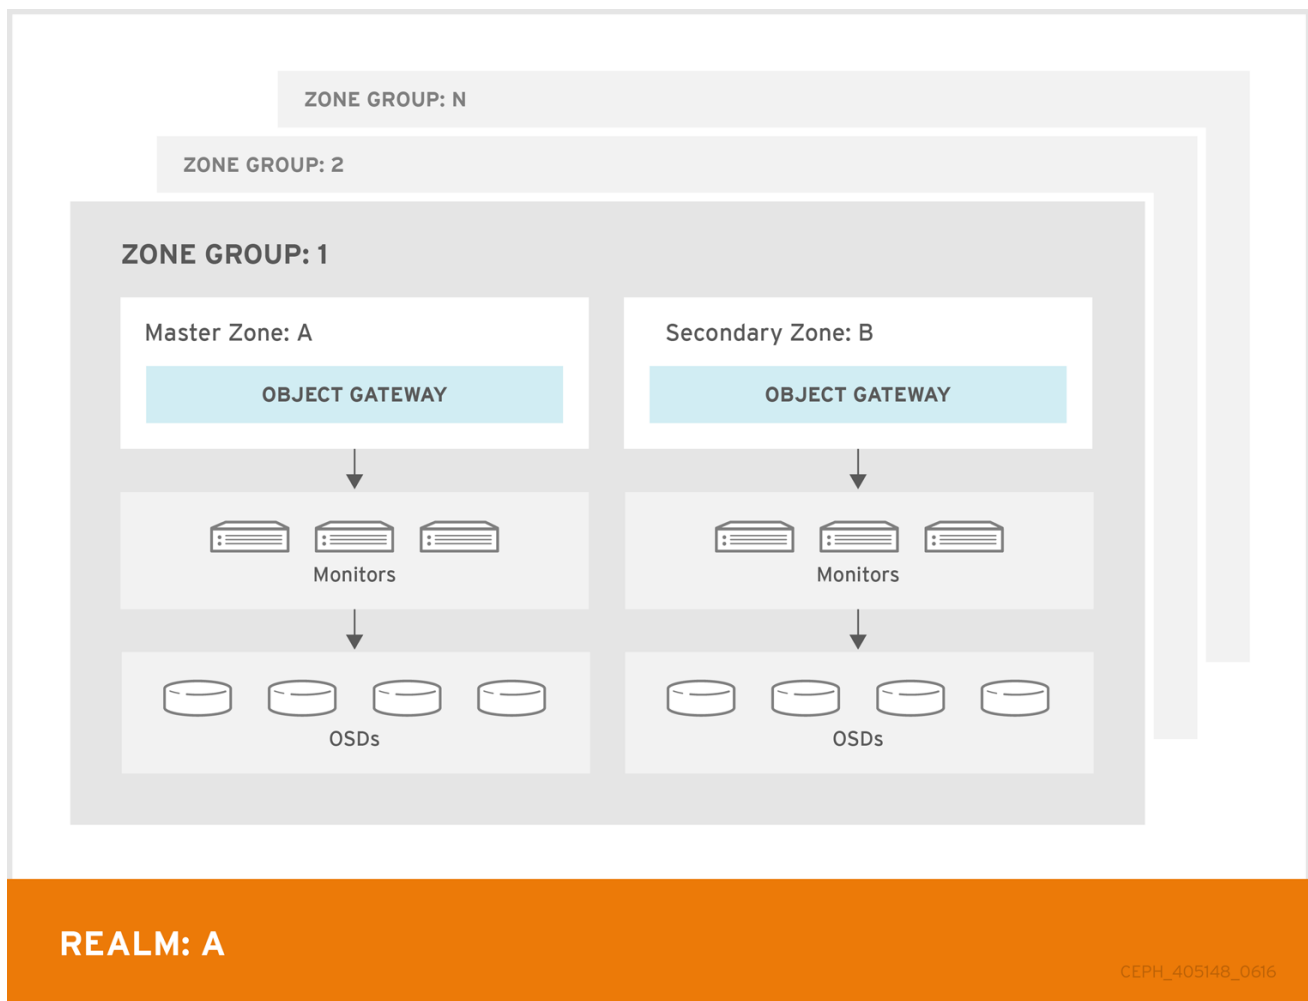 ZONE GROUP: N
ZONE GROUP: 2
ZONE GROUP: 1
Master Zone: A
OBJECT GATEWAY
Monitors
OSDs
Secondary Zone: B
OBJECT GATEWAY
Monitors
OSDs
REALM: A
CEPH_405148_0616